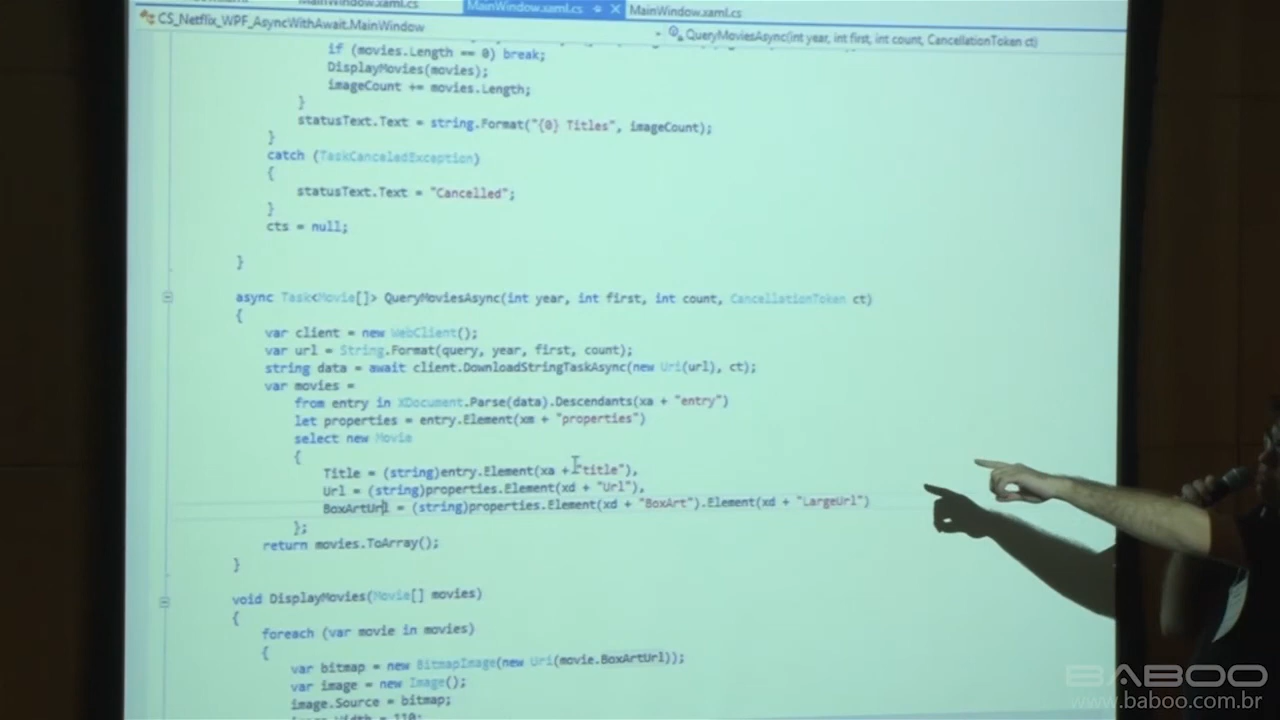 MainWindow.xaml.cs
MainWindow.xaml.cs
MainWindow.xaml.cs
CS_Netflix_WPF_AsyncWithAwait.MainWindow
QueryMoviesAsync(int year, int first, int count, CancellationToken ct)
if (movies.Length == 0) break;
DisplayMovies(movies);
imageCount += movies.Length;
}
statusText.Text = string.Format("{0} Titles", imageCount);
}
catch (TaskCanceledException)
{
statusText.Text = "Cancelled";
}
cts = null;
}
async Task<Movie[]> QueryMoviesAsync(int year, int first, int count, CancellationToken ct)
{
var client = new WebClient();
var url = String.Format(query, year, first, count);
string data = await client.DownloadStringTaskAsync(new Uri(url), ct);
var movies =
from entry in XDocument.Parse(data).Descendants(xa + "entry")
let properties = entry.Element(xm + "properties")
select new Movie
{
Title = (string)entry.Element(xa + "title"),
Url = (string)properties.Element(xd + "Url"),
BoxArtUrl = (string)properties.Element(xd + "BoxArt").Element(xd + "LargeUrl")
};
return movies.ToArray();
}
void DisplayMovies(Movie[] movies)
{
foreach (var movie in movies)
{
var bitmap = new BitmapImage(new Uri(movie.BoxArtUrl));
var image = new Image();
image.Source = bitmap;
image.Width = 110;
BABOO
www.baboo.com.br